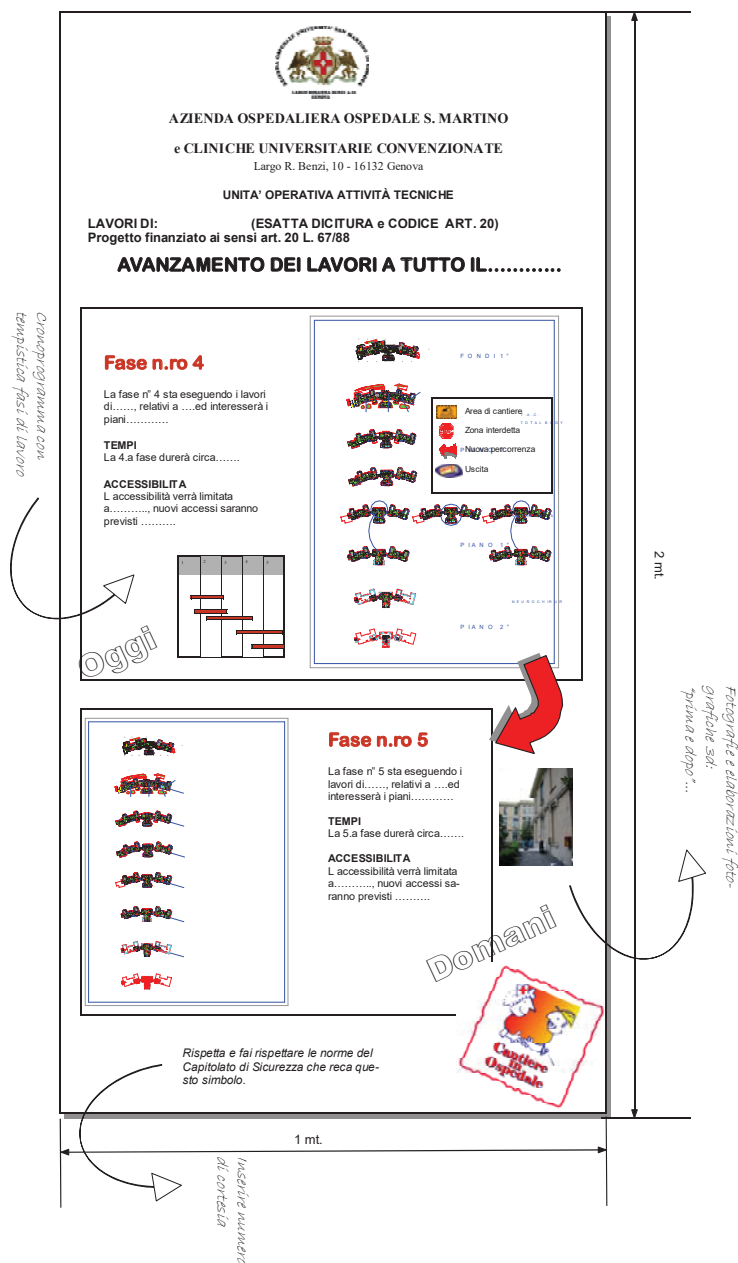 AZIENDA OSPEDALIERA OSPEDALE S. MARTINO
e CLINICHE UNIVERSITARIE CONVENZIONATE
Largo R. Benzi, 10 - 16132 Genova
UNITA’ OPERATIVA ATTIVITÀ TECNICHE
LAVORI DI: (ESATTA DICITURA e CODICE ART. 20)
Progetto finanziato ai sensi art. 20 L. 67/88
AVANZAMENTO DEI LAVORI A TUTTO IL…………
Cronoprogramma con
tempistica fasi di lavoro
Fase n.ro 4
La fase n° 4 sta eseguendo i lavori
di……, relativi a ….ed interesserà i
piani…………
TEMPI
La 4.a fase durerà circa…….
ACCESSIBILITA
L accessibilità verrà limitata
a……….., nuovi accessi saranno
previsti ……….
1 2 3 4 5
Oggi
FONDI 1°
Area di cantiere
Zona interdetta
Nuova percorrenza
Uscita
PIANO 1°
PIANO 2°
2 mt.
Fotografie e elaborazioni foto-
grafiche 3d:
“prima e dopo”...
Fase n.ro 5
La fase n° 5 sta eseguendo i
lavori di……, relativi a ….ed
interesserà i piani…………
TEMPI
La 5.a fase durerà circa…….
ACCESSIBILITA
L accessibilità verrà limitata
a……….., nuovi accessi sa-
ranno previsti ……….
Domani
Cantiere
in
Ospedale
Rispetta e fai rispettare le norme del
Capitolato di Sicurezza che reca que-
sto simbolo.
1 mt.
Inserire numero
di cortesia